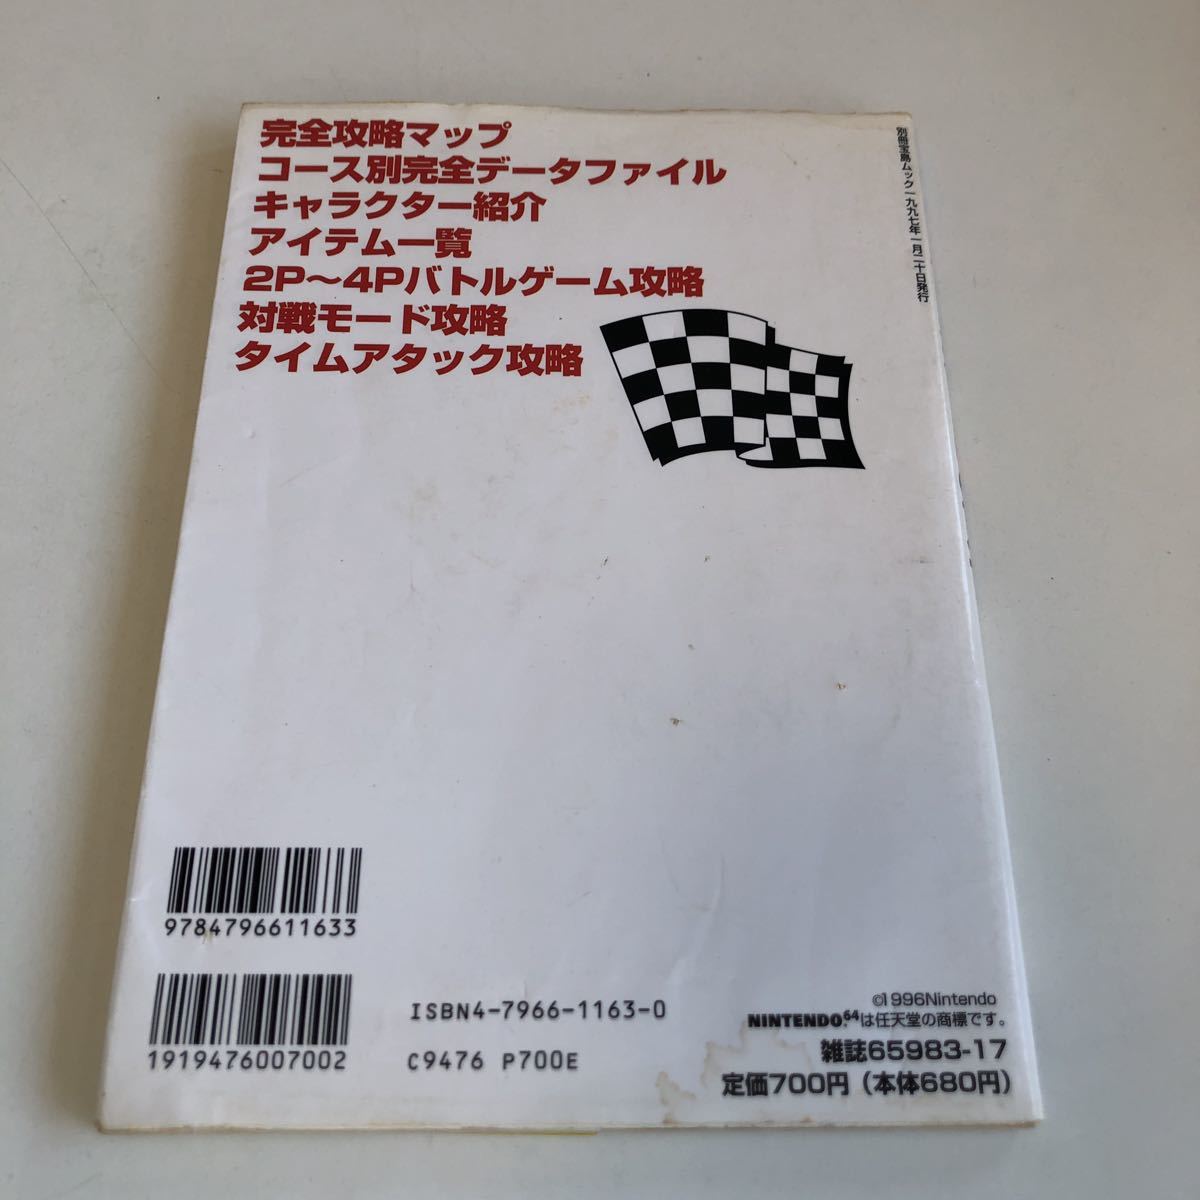 完全攻略マップ
コース別完全データファイル
キャラクター紹介
アイテム一覧
2P〜4Pバトルゲーム攻略
対戦モード攻略
タイムアタック攻略
別冊宝島ムック一九九七年一月二十日発行
9784796611633
1919476007002
ISBN4-7966-1163-0
C9476 P700E
©1996Nintendo
NINTENDO64は任天堂の商標です。
雑誌65983-17
定価700円（本体680円）